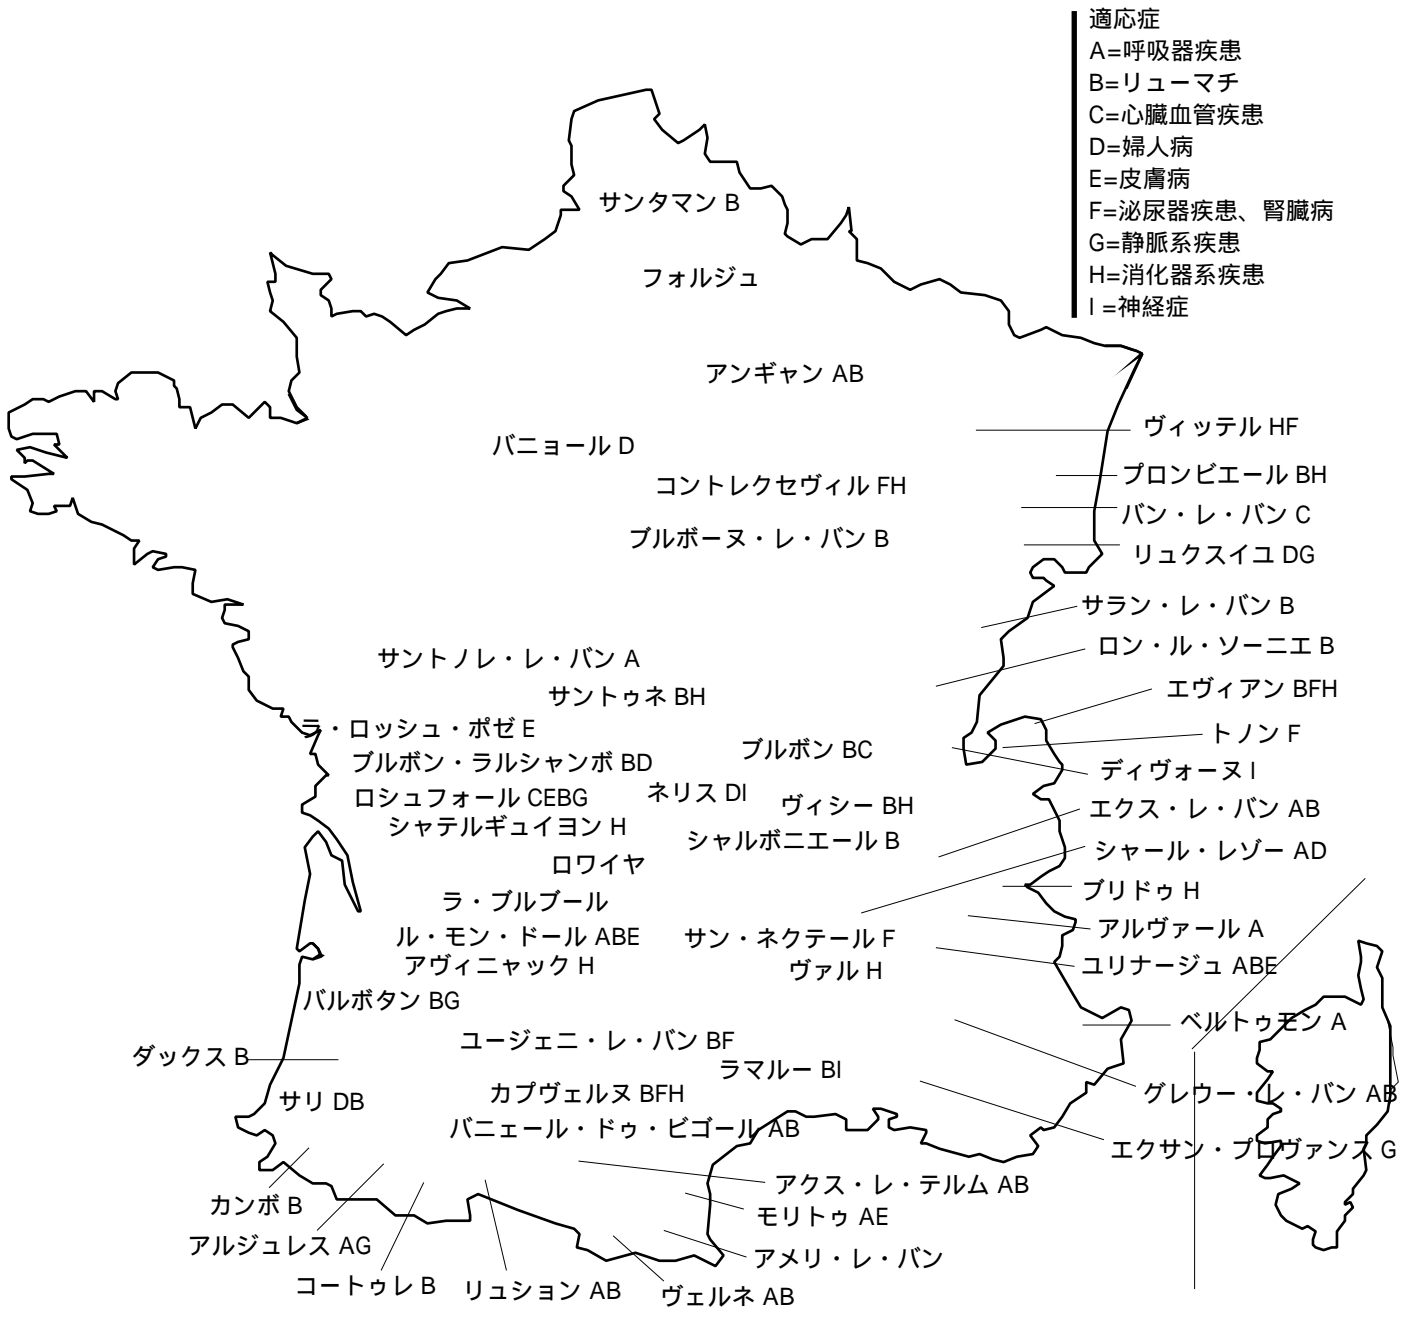 適応症
A=呼吸器疾患
B=リューマチ
C=心臓血管疾患
D=婦人病
E=皮膚病
F=泌尿器疾患、腎臓病
G=静脈系疾患
H=消化器系疾患
I =神経症
サンタマン B
フォルジュ
アンギャン AB
ヴィッテル HF
バニョール D
プロンビエール BH
コントレクセヴィル FH
バン・レ・バン C
ブルボーヌ・レ・バン B
リュクスイユ DG
サラン・レ・バン B
ロン・ル・ソーニエ B
サントノレ・レ・バン A
エヴィアン BFH
サントゥネ BH
ラ・ロッシュ・ポゼ E
トノン F
ブルボン BC
ブルボン・ラルシャンボ BD
ディヴォーヌ I
ロシュフォール CEBG
ネリス DI
ヴィシー BH
エクス・レ・バン AB
シャテルギュイヨン H
シャルボニエール B
シャール・レゾー AD
ロワイヤ
ブリドゥ H
ラ・ブルブール
アルヴァール A
ル・モン・ドール ABE
サン・ネクテール F
アヴィニャック H
ヴァル H
ユリナージュ ABE
バルボタン BG
ベルトゥモン A
ユージェニ・レ・バン BF
ダックス B
ラマルー BI
サリ DB
カプヴェルヌ BFH
グレウー・レ・バン AB
バニェール・ドゥ・ビゴール AB
エクサン・プロヴァンス G
アクス・レ・テルム AB
カンボ B
モリトゥ AE
アルジュレス AG
アメリ・レ・バン
コートゥレ B
リュション AB
ヴェルネ AB